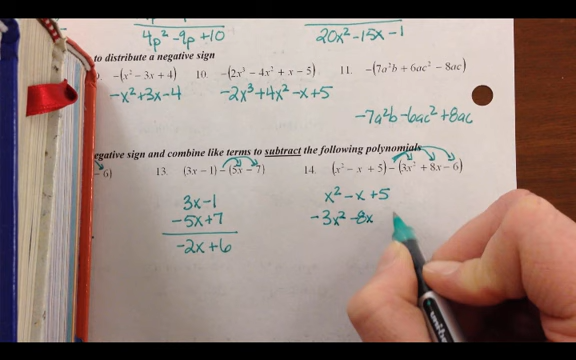 4p² - 9p + 10
20x² - 15x - 1
to distribute a negative sign
-(x² - 3x + 4) 10. -(2x³ - 4x² + x - 5) 11. -(7a²b + 6ac² - 8ac)
-x² + 3x - 4 -2x³ + 4x² - x + 5
-7a²b - 6ac² + 8ac
egative sign and combine like terms to subtract the following polynomials
- 6) 13. (3x - 1) - (5x - 7) 14. (x² - x + 5) - (3x² + 8x - 6)
3x - 1 x² - x + 5
-5x + 7 -3x² - 8x
-2x + 6